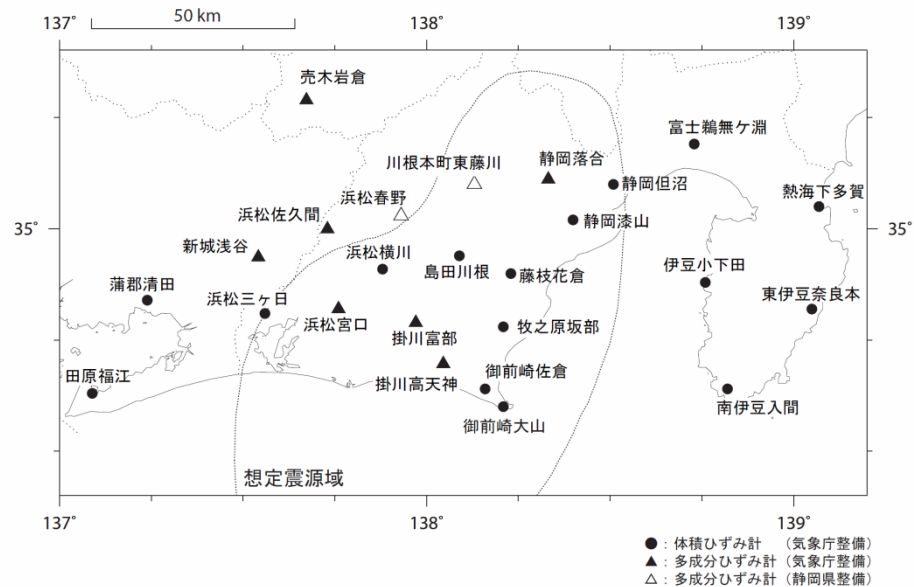 137°
50 km
138°
139°
売木岩倉
富士鵜無ケ淵
川根本町東藤川
静岡落合
静岡但沼
浜松春野
熱海下多賀
浜松佐久間
静岡漆山
35°
35°
新城浅谷
浜松横川
島田川根
藤枝花倉
伊豆小下田
蒲郡清田
浜松三ヶ日
東伊豆奈良本
浜松宮口
掛川富部
牧之原坂部
田原福江
掛川高天神
御前崎佐倉
南伊豆入間
御前崎大山
想定震源域
137°
138°
139°
●：体積ひずみ計 （気象庁整備）
▲：多成分ひずみ計（気象庁整備）
△：多成分ひずみ計（静岡県整備）